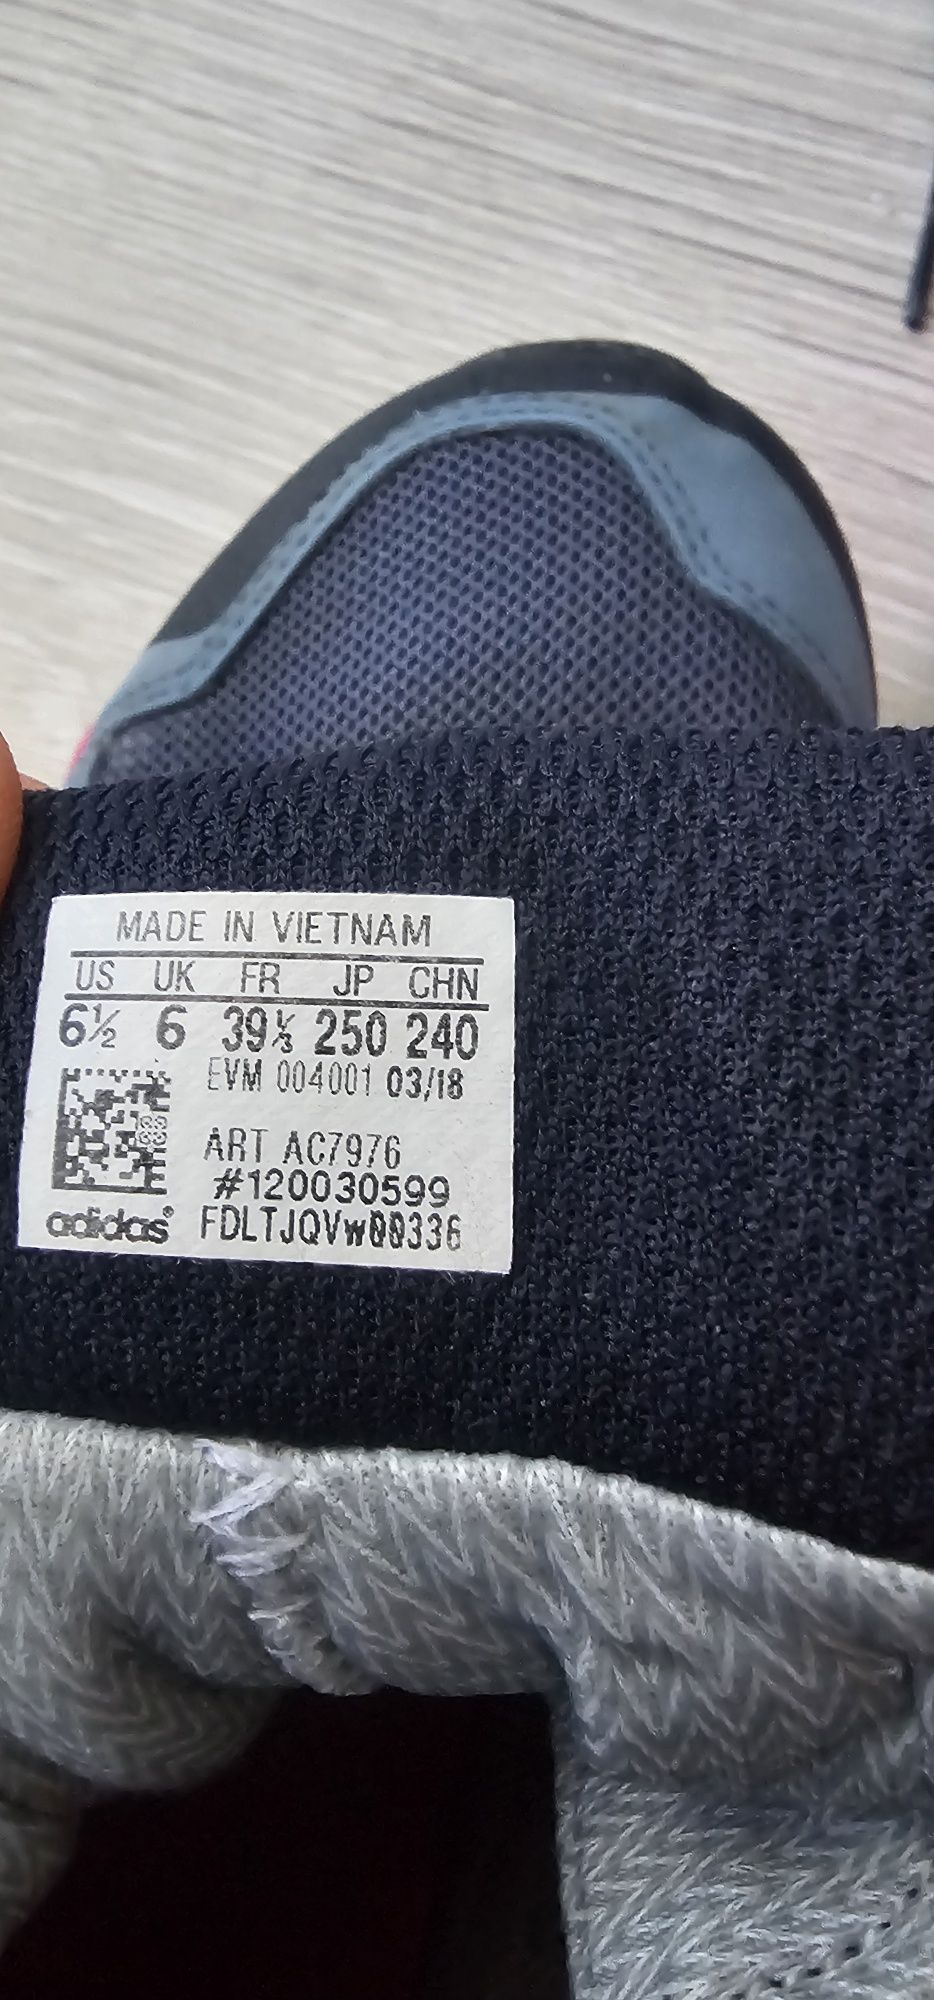 MADE IN VIETNAM
US UK FR JP CHN
6½ 6 39⅓ 250 240
EVM 004001 03/18
ART AC7976
#120030599
adidas® FDLTJQVW00336